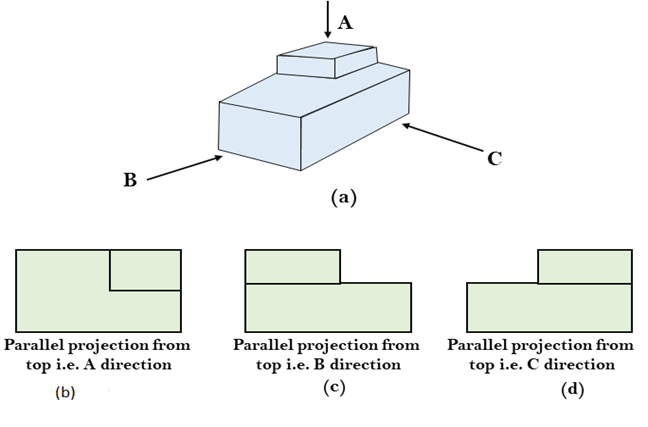 A
C
B
(a)
Parallel projection from
top i.e. A direction
(b)
Parallel projection from
top i.e. B direction
(c)
Parallel projection from
top i.e. C direction
(d)